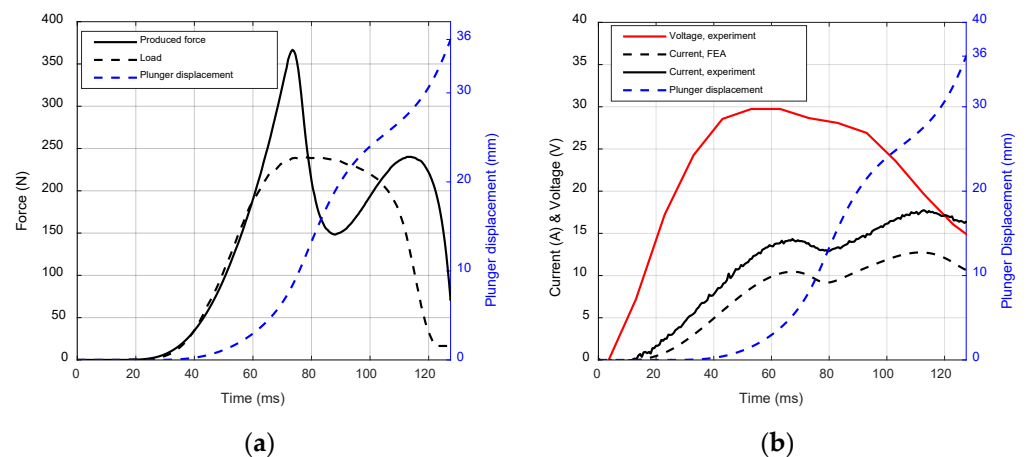 400
350
300
250
200
150
100
50
0
Force (N)
Produced force
Load
Plunger displacement
36
30
20
10
0
Plunger displacement (mm)
0 20 40 60 80 100 120
Time (ms)
(a)
40
35
30
25
20
15
10
5
0
Current (A) & Voltage (V)
Voltage, experiment
Current, FEA
Current, experiment
Plunger displacement
40
30
20
10
0
Plunger Displacement (mm)
0 20 40 60 80 100 120
Time (ms)
(b)